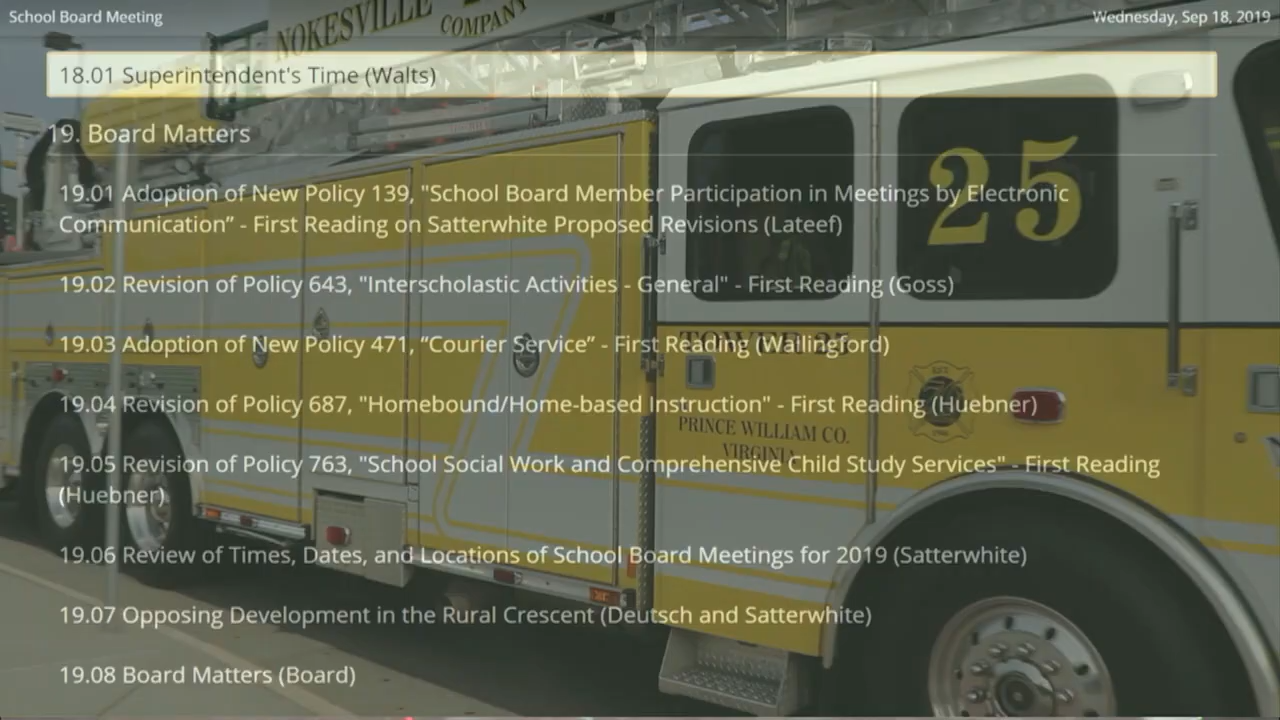 School Board Meeting
Wednesday, Sep 18, 2019
NOKESVILLE
COMPANY
18.01 Superintendent's Time (Walts)
19. Board Matters
25
19.01 Adoption of New Policy 139, "School Board Member Participation in Meetings by Electronic
Communication” - First Reading on Satterwhite Proposed Revisions (Lateef)
19.02 Revision of Policy 643, "Interscholastic Activities - General" - First Reading (Goss)
TOWER 25
19.03 Adoption of New Policy 471, “Courier Service” - First Reading (Wallingford)
19.04 Revision of Policy 687, "Homebound/Home-based Instruction" - First Reading (Huebner)
PRINCE WILLIAM CO.
VIRGINIA
19.05 Revision of Policy 763, "School Social Work and Comprehensive Child Study Services" - First Reading
(Huebner)
19.06 Review of Times, Dates, and Locations of School Board Meetings for 2019 (Satterwhite)
19.07 Opposing Development in the Rural Crescent (Deutsch and Satterwhite)
19.08 Board Matters (Board)